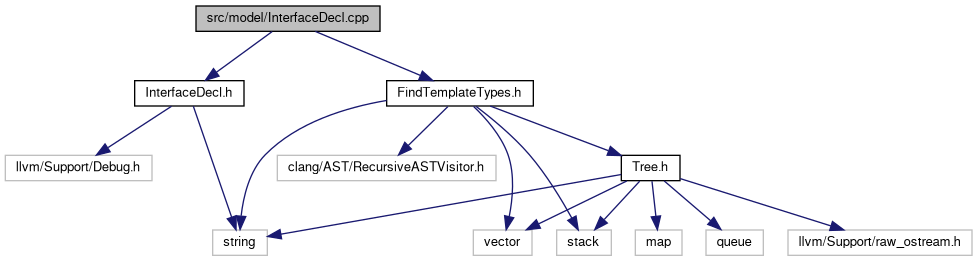 src/model/InterfaceDecl.cpp
InterfaceDecl.h
FindTemplateTypes.h
llvm/Support/Debug.h
clang/AST/RecursiveASTVisitor.h
Tree.h
string
vector
stack
map
queue
llvm/Support/raw_ostream.h